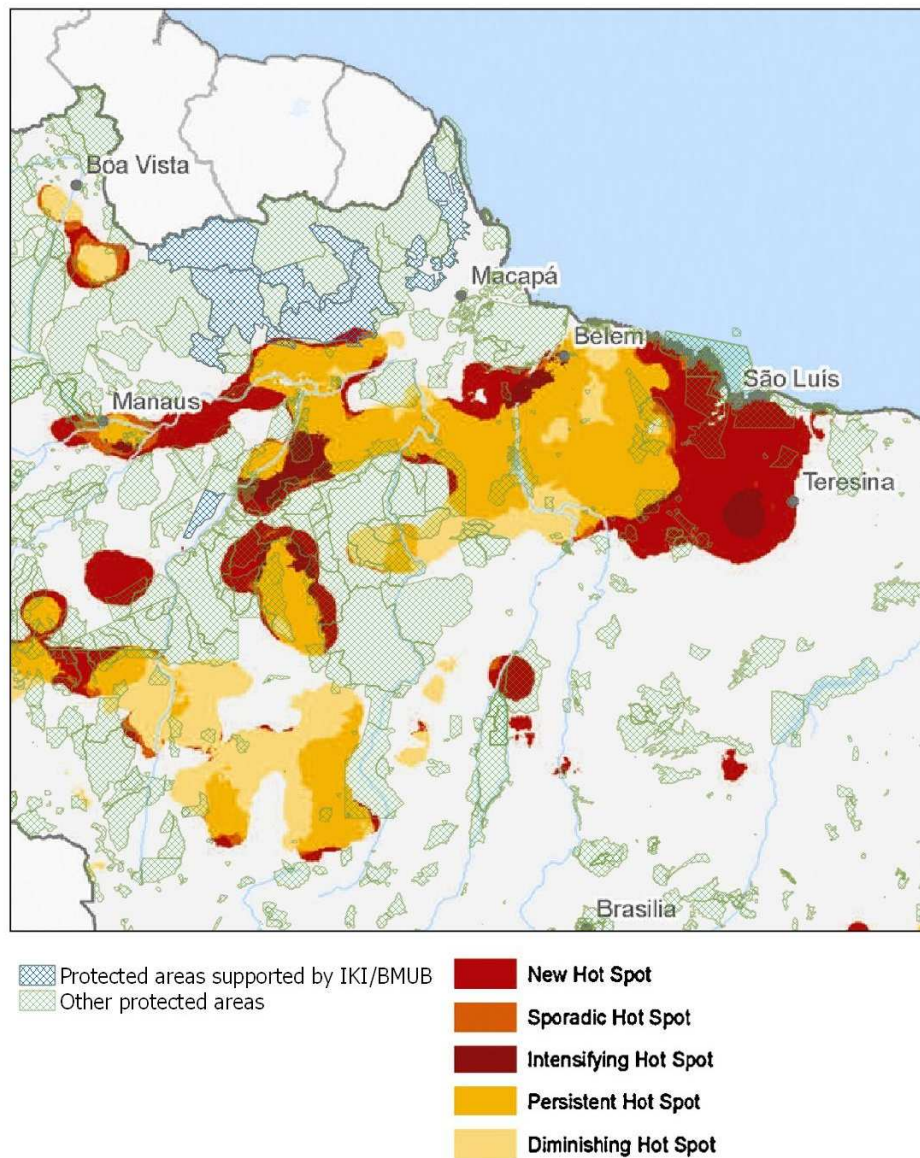 Boa Vista
Macapá
Belem
São Luís
Manaus
Teresina
Brasilia
Protected areas supported by IKI/BMUB
Other protected areas
New Hot Spot
Sporadic Hot Spot
Intensifying Hot Spot
Persistent Hot Spot
Diminishing Hot Spot